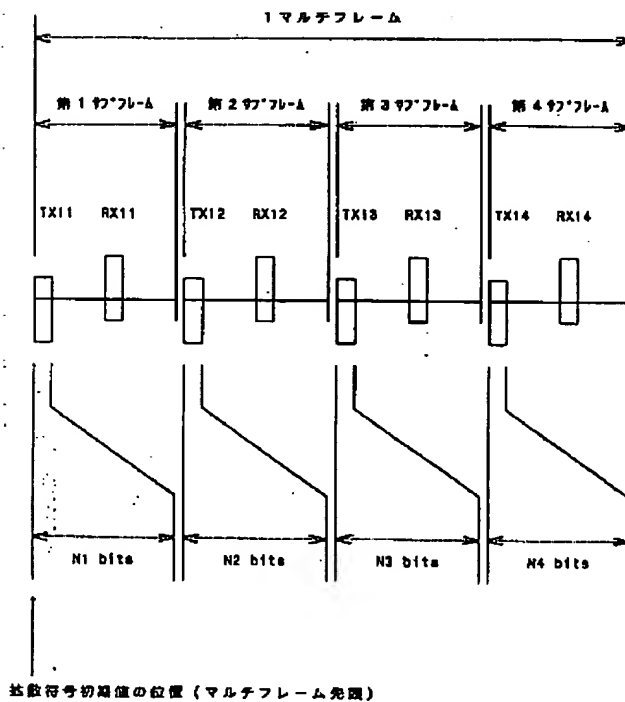 1マルチフレーム
第1サブフレーム 第2サブフレーム 第3サブフレーム 第4サブフレーム
TX11 RX11 TX12 RX12 TX13 RX13 TX14 RX14
N1 bits N2 bits N3 bits N4 bits
拡散符号初期値の位置(マルチフレーム先頭)